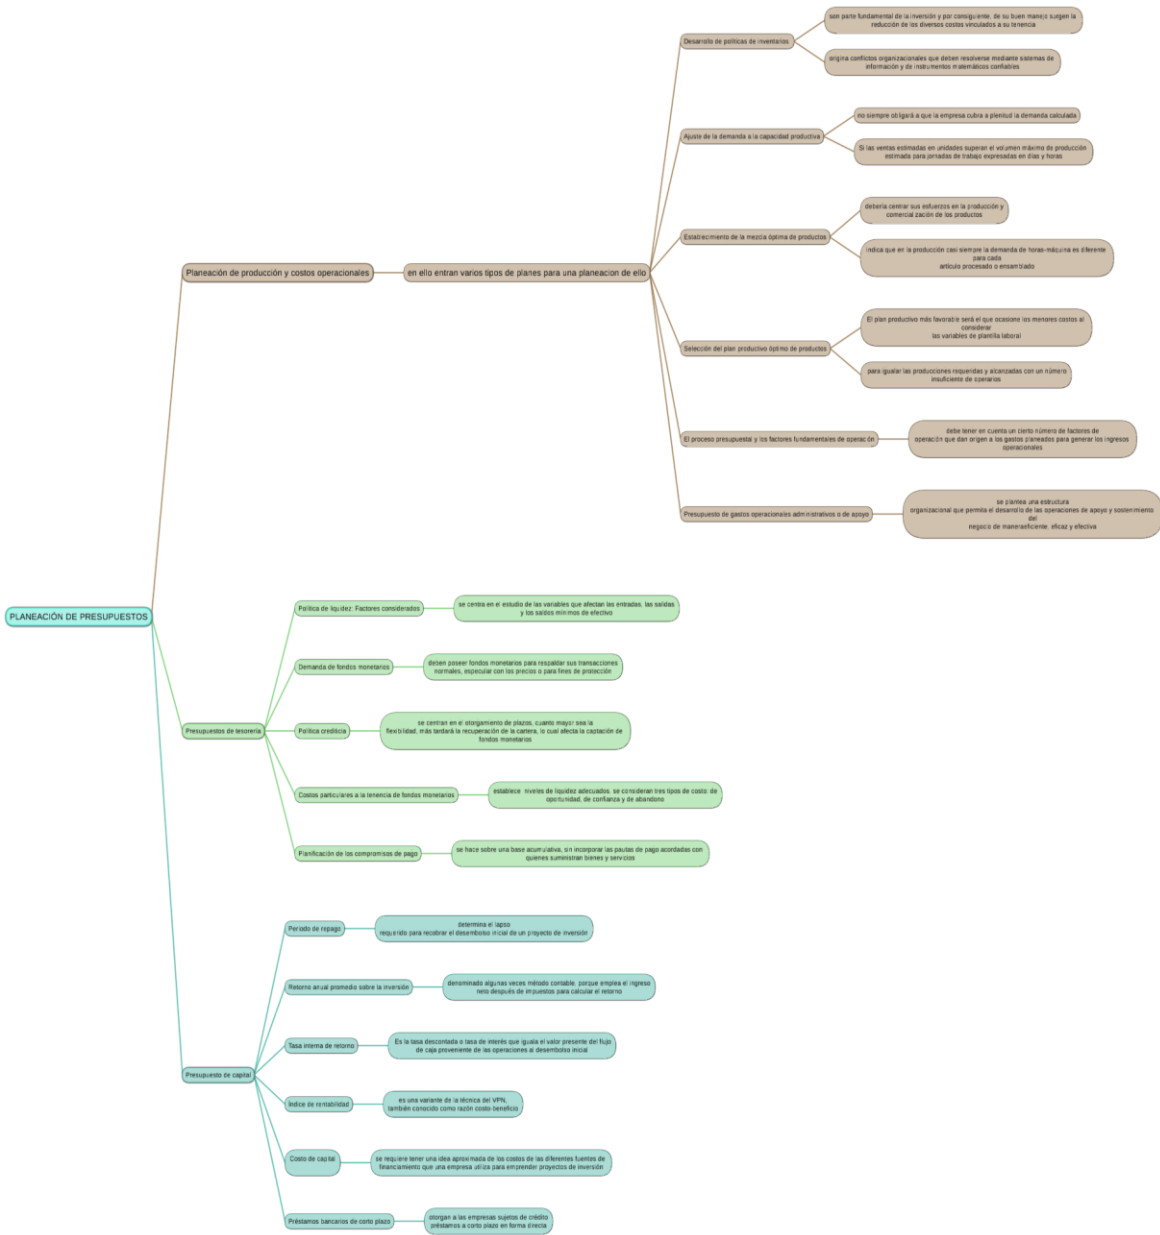 son parte fundamental de la inversión y por consiguiente, de su buen manejo surgen la
reducción de los diversos costos vinculados a su tenencia
Desarrollo de políticas de inventarios
origina conflictos organizacionales que deben resolverse mediante sistemas de
información y de instrumentos matemáticos confiables
no siempre obligará a que la empresa cubra a plenitud la demanda calculada
Ajuste de la demanda a la capacidad productiva
Si las ventas estimadas en unidades superan el volumen máximo de producción
estimada para jornadas de trabajo expresadas en días y horas
debería centrar sus esfuerzos en la producción y
comercialización de los productos
Establecimiento de la mezcla óptima de productos
indica que en la producción casi siempre la demanda de horas-máquina es diferente
para cada
artículo procesado o ensamblado
Planeación de producción y costos operacionales
en ello entran varios tipos de planes para una planeacion de ello
El plan productivo más favorable será el que ocasione los menores costos al
considerar
las variables de plantilla laboral
Selección del plan productivo óptimo de productos
para igualar las producciones requeridas y alcanzadas con un número
insuficiente de operarios
El proceso presupuestal y los factores fundamentales de operación
debe tener en cuenta un cierto número de factores de
operación que dan origen a los gastos planeados para generar los ingresos
operacionales
Presupuesto de gastos operacionales administrativos o de apoyo
se plantea una estructura
organizacional que permita el desarrollo de las operaciones de apoyo y sostenimiento
del
negocio de maneraeficiente, eficaz y efectiva
PLANEACIÓN DE PRESUPUESTOS
Política de liquidez: Factores considerados
se centra en el estudio de las variables que afectan las entradas, las salidas
y los saldos mínimos de efectivo
Demanda de fondos monetarios
deben poseer fondos monetarios para respaldar sus transacciones
normales, especular con los precios o para fines de protección
Presupuestos de tesorería
Política crediticia
se centran en el otorgamiento de plazos, cuanto mayor sea la
flexibilidad, más tardará la recuperación de la cartera, lo cual afecta la captación de
fondos monetarios
Costos particulares a la tenencia de fondos monetarios
establece niveles de liquidez adecuados, se consideran tres tipos de costo: de
oportunidad, de confianza y de abandono
Planificación de los compromisos de pago
se hace sobre una base acumulativa, sin incorporar las pautas de pago acordadas con
quienes suministran bienes y servicios
Periodo de repago
determina el lapso
requerido para recobrar el desembolso inicial de un proyecto de inversión
Retorno anual promedio sobre la inversión
denominado algunas veces método contable, porque emplea el ingreso
neto después de impuestos para calcular el retorno
Tasa interna de retorno
Es la tasa descontada o tasa de interés que iguala el valor presente del flujo
de caja proveniente de las operaciones al desembolso inicial
Presupuesto de capital
Índice de rentabilidad
es una variante de la técnica del VPN,
también conocido como razón costo-beneficio
Costo de capital
se requiere tener una idea aproximada de los costos de las diferentes fuentes de
financiamiento que una empresa utiliza para emprender proyectos de inversión
Préstamos bancarios de corto plazo
otorgan a las empresas sujetos de crédito
préstamos a corto plazo en forma directa